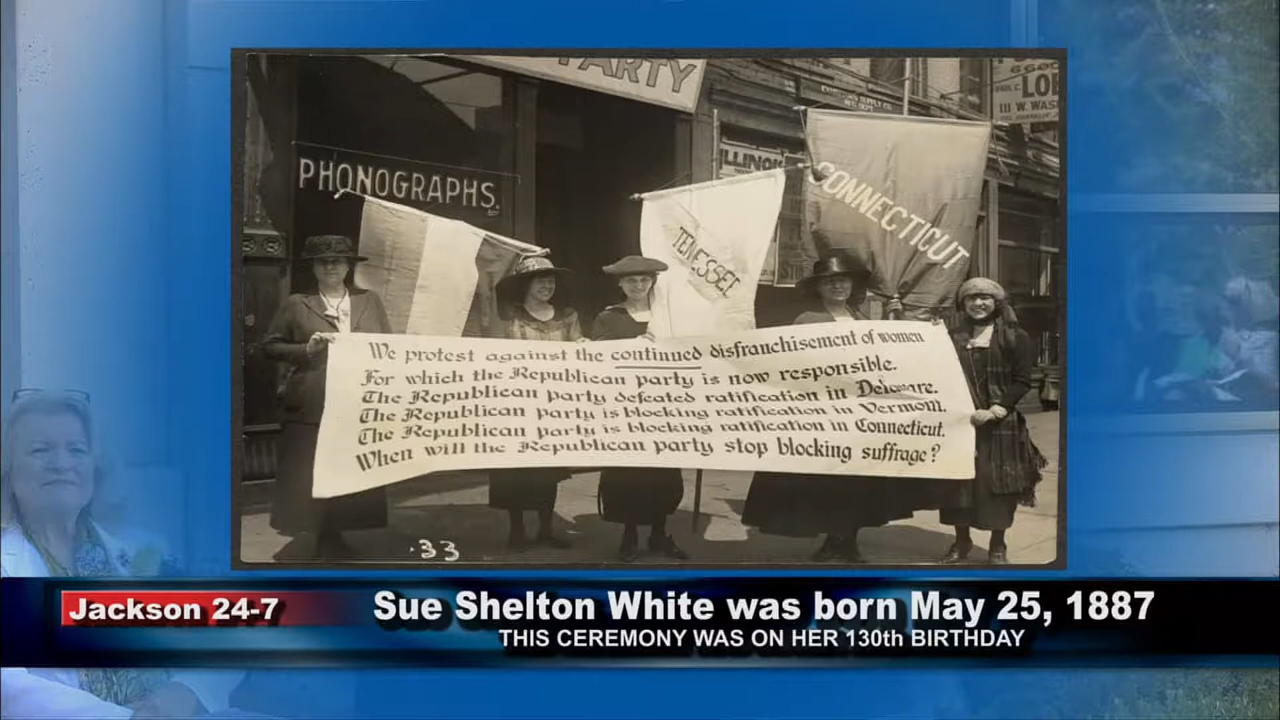 PARTY
PHONOGRAPHS.
ILLINOIS
TENNESSEE
CONNECTICUT
LOE
111 W. WAS
We protest against the continued disfranchisement of women
For which the Republican party is now responsible.
The Republican party defeated ratification in Delaware.
The Republican party is blocking ratification in Vermont.
The Republican party is blocking ratification in Connecticut.
When will the Republican party stop blocking suffrage?
33
Jackson 24-7
Sue Shelton White was born May 25, 1887
THIS CEREMONY WAS ON HER 130th BIRTHDAY